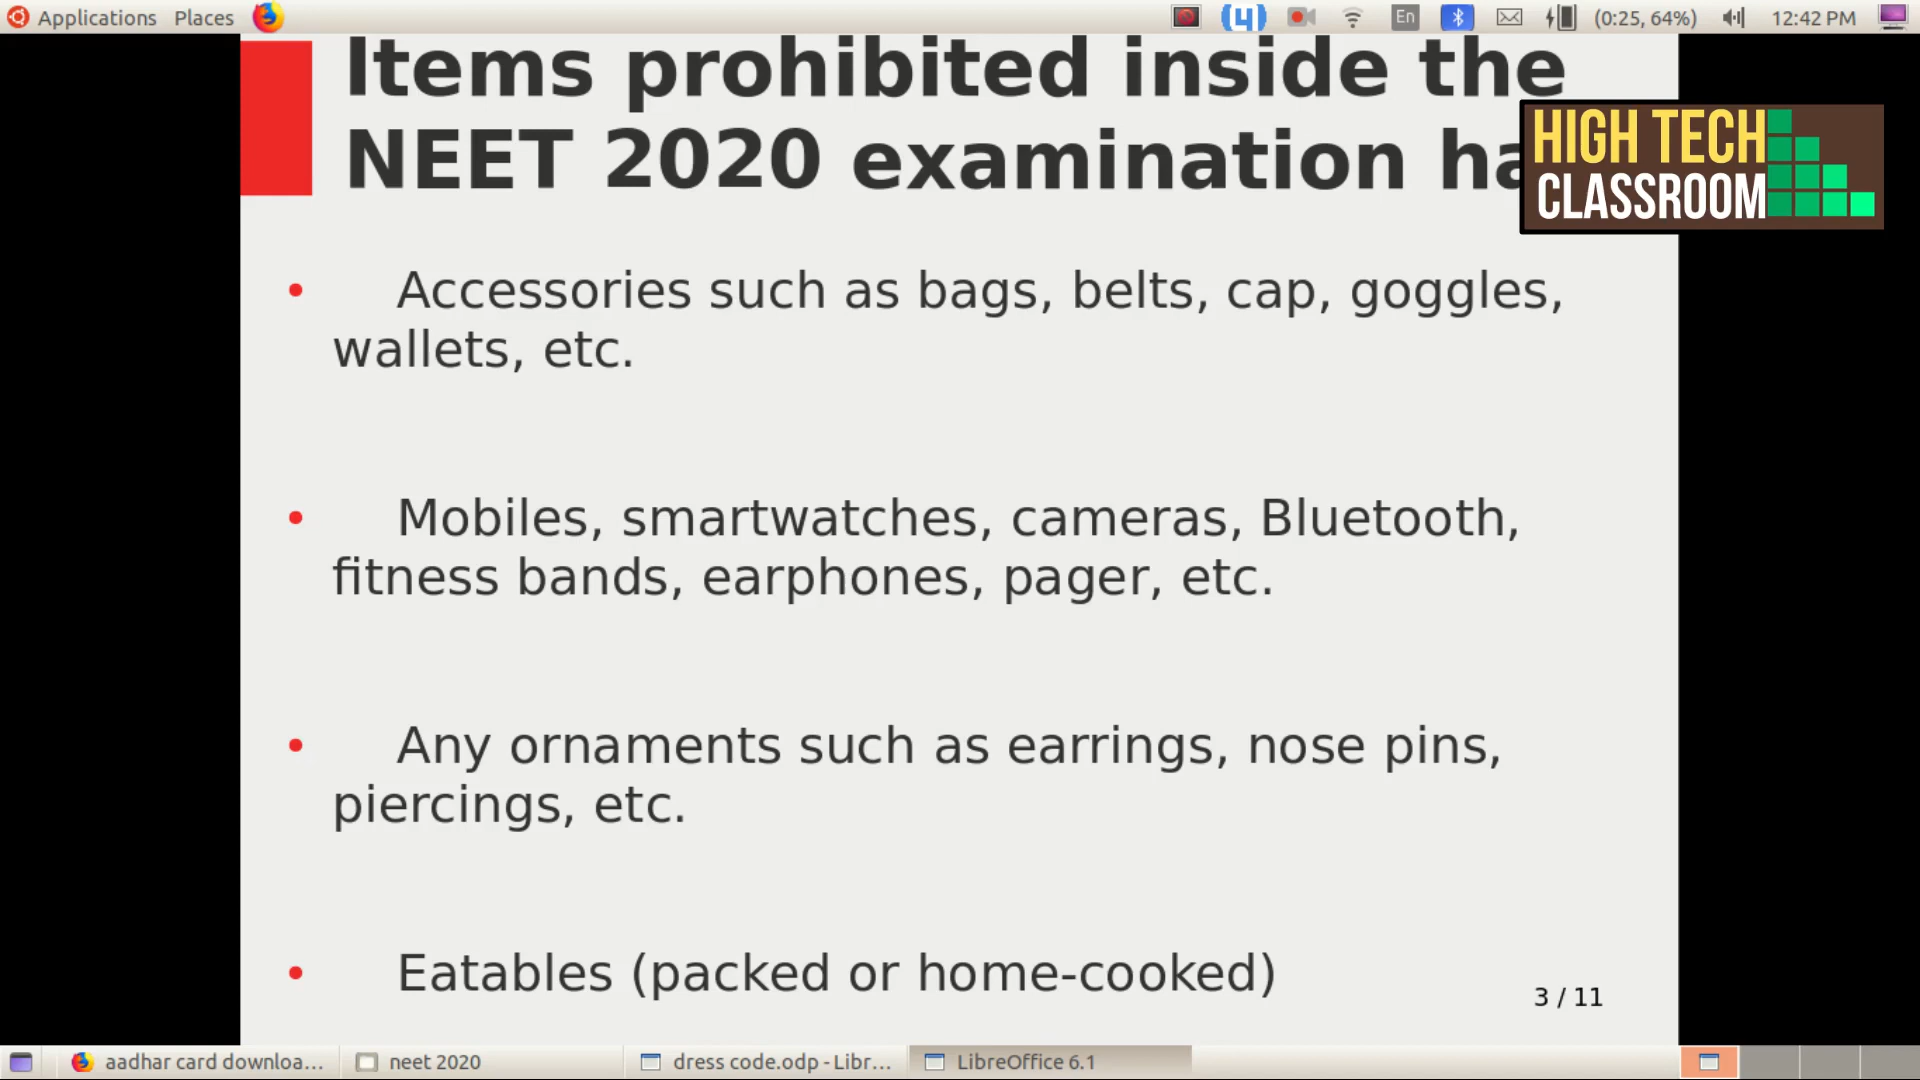 Applications Places
En
(0:25, 64%)
12:42 PM
Items prohibited inside the
NEET 2020 examination ha
HIGH TECH
CLASSROOM
• Accessories such as bags, belts, cap, goggles,
wallets, etc.
• Mobiles, smartwatches, cameras, Bluetooth,
fitness bands, earphones, pager, etc.
• Any ornaments such as earrings, nose pins,
piercings, etc.
• Eatables (packed or home-cooked)
3 / 11
aadhar card downloa...
neet 2020
dress code.odp - Libr...
LibreOffice 6.1